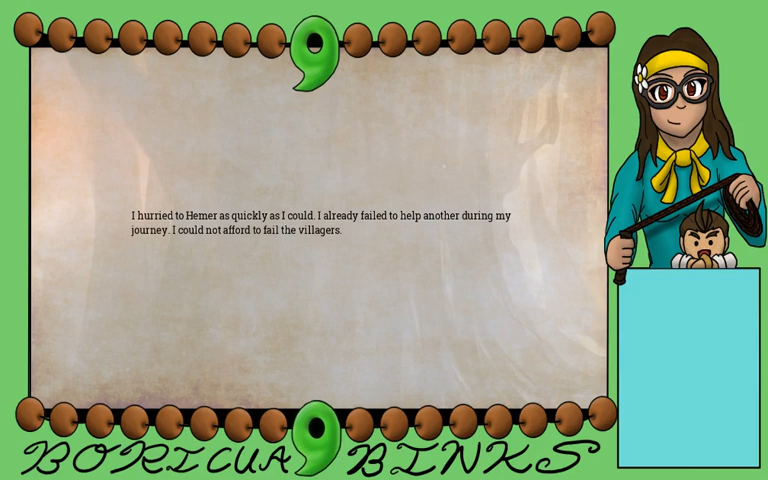 I hurried to Hemer as quickly as I could. I already failed to help another during my
journey. I could not afford to fail the villagers.
BORICUA BINKS